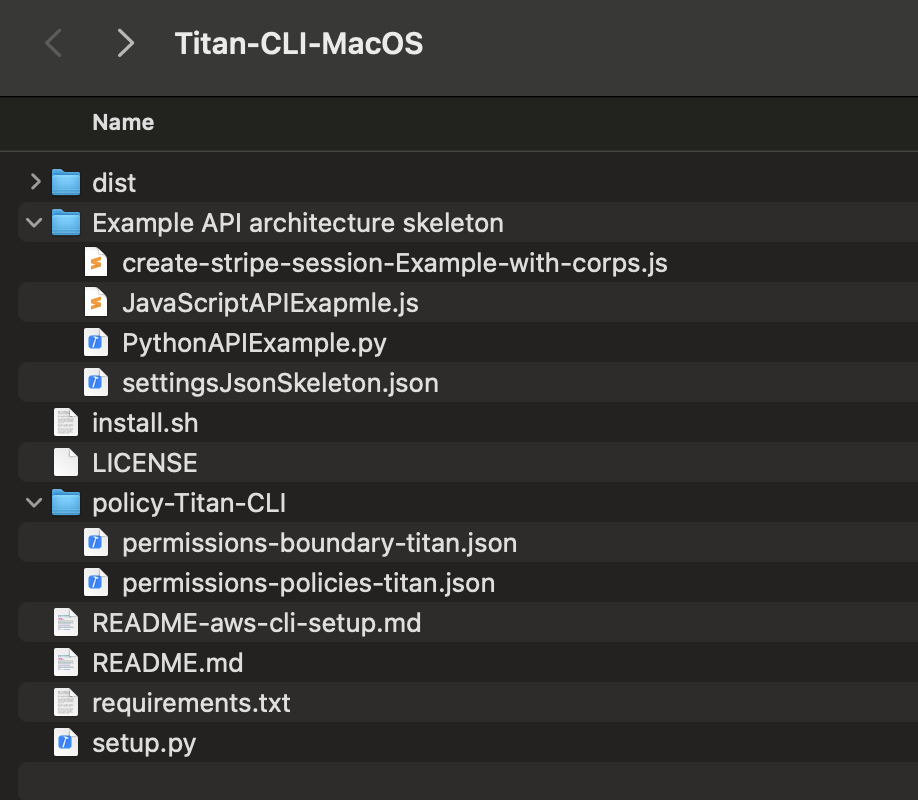 Titan-CLI-MacOS
Name
dist
Example API architecture skeleton
create-stripe-session-Example-with-corps.js
JavaScriptAPIExapmle.js
PythonAPIExample.py
settingsJsonSkeleton.json
install.sh
LICENSE
policy-Titan-CLI
permissions-boundary-titan.json
permissions-policies-titan.json
README-aws-cli-setup.md
README.md
requirements.txt
setup.py